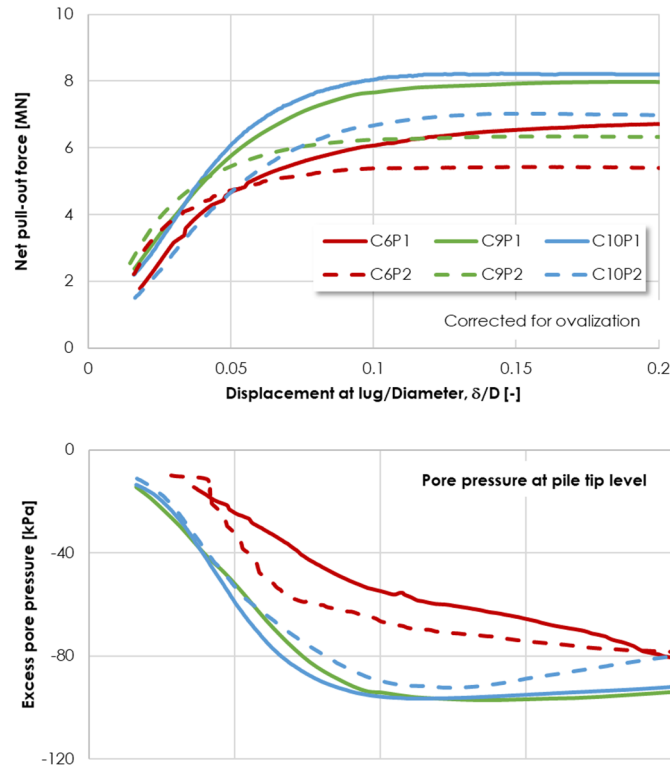 10
8
6
4
2
0
Net pull-out force [MN]
C6P1 C9P1 C10P1
C6P2 C9P2 C10P2
Corrected for ovalization
0 0.05 0.1 0.15 0.2
Displacement at lug/Diameter, δ/D [-]
0
-40
-80
-120
Excess pore pressure [kPa]
Pore pressure at pile tip level